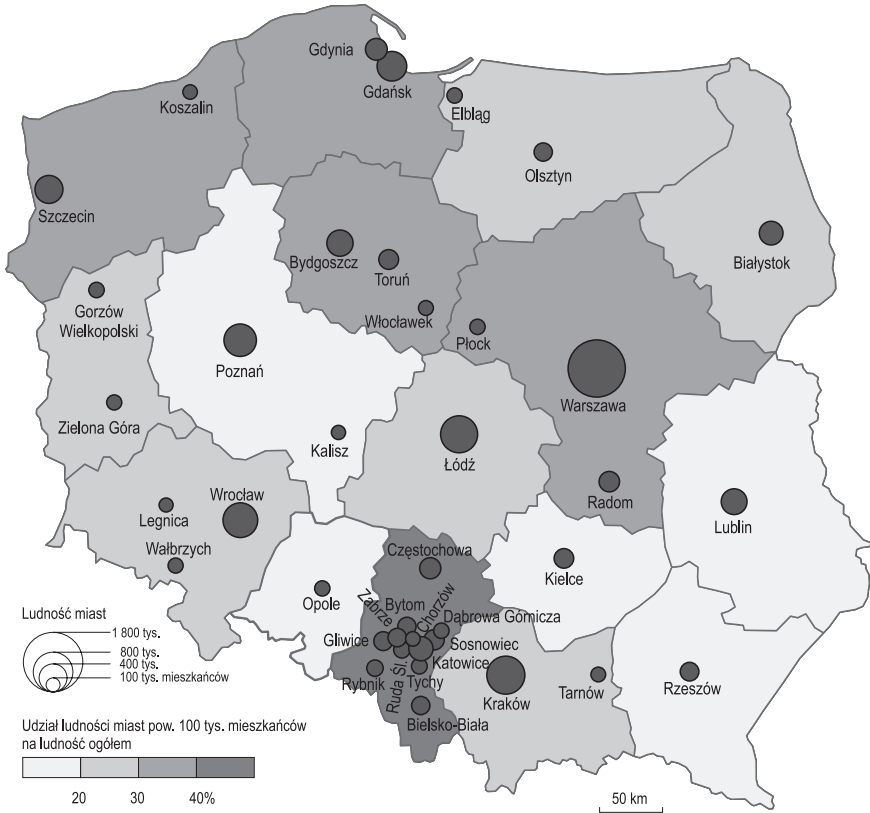 Gdynia
Gdańsk
Koszalin
Elbląg
Olsztyn
Szczecin
Białystok
Bydgoszcz
Toruń
Gorzów
Wielkopolski
Włocławek
Płock
Poznań
Warszawa
Zielona Góra
Kalisz
Łódź
Radom
Wrocław
Legnica
Lublin
Wałbrzych
Częstochowa
Kielce
Opole
Zabrze
Bytom
Chorzów
Dąbrowa Górnicza
Gliwice
Sosnowiec
Katowice
Rybnik
Ruda Śl.
Tychy
Kraków
Tarnów
Rzeszów
Bielsko-Biała
Ludność miast
1 800 tys.
800 tys.
400 tys.
100 tys. mieszkańców
Udział ludności miast pow. 100 tys. mieszkańców
na ludność ogółem
20 30 40%
50 km